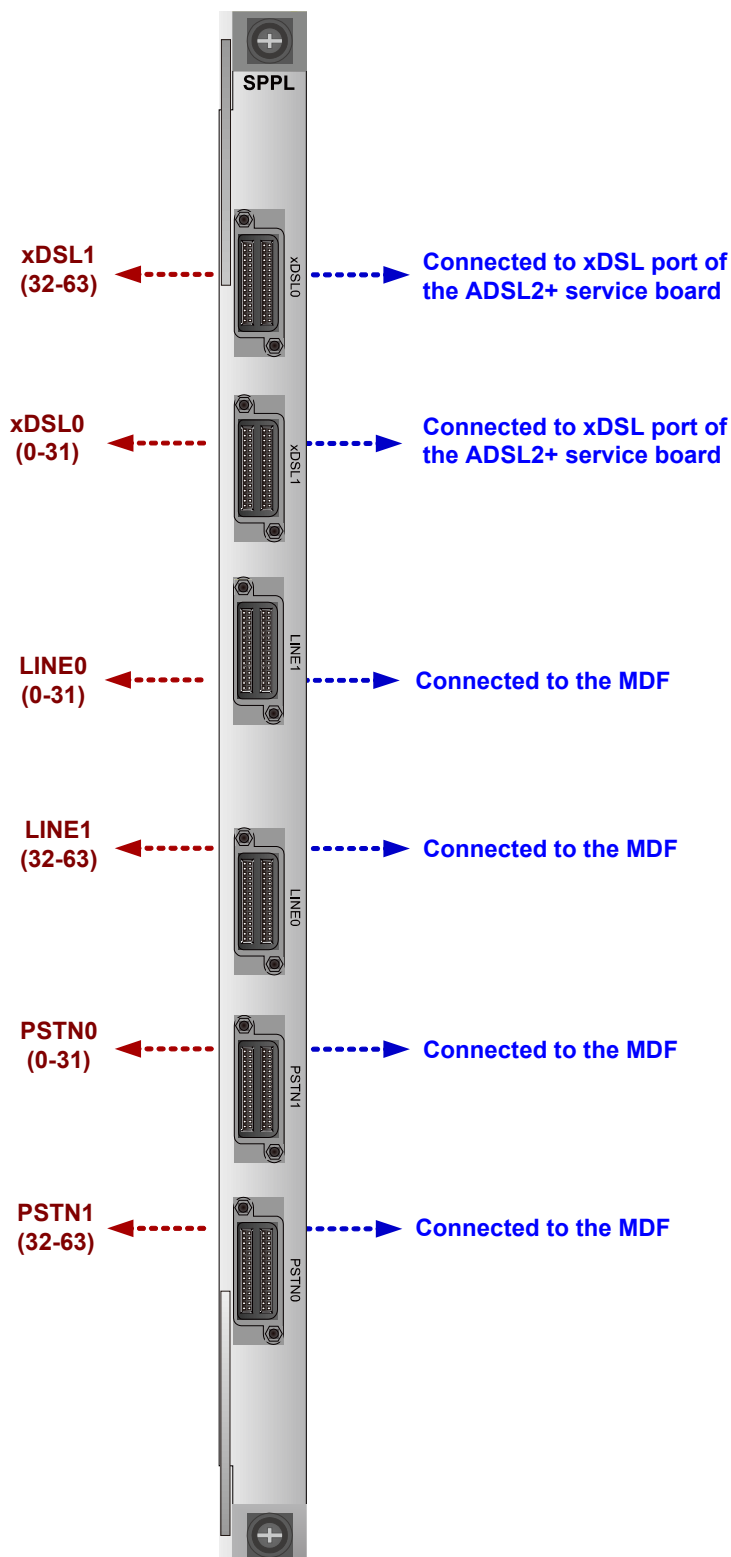 SPPL
xDSL1
(32-63)
xDSL0
Connected to xDSL port of
the ADSL2+ service board
xDSL0
(0-31)
xDSL1
Connected to xDSL port of
the ADSL2+ service board
LINE0
(0-31)
LINE1
Connected to the MDF
LINE1
(32-63)
LINE0
Connected to the MDF
PSTN0
(0-31)
PSTN1
Connected to the MDF
PSTN1
(32-63)
PSTN0
Connected to the MDF